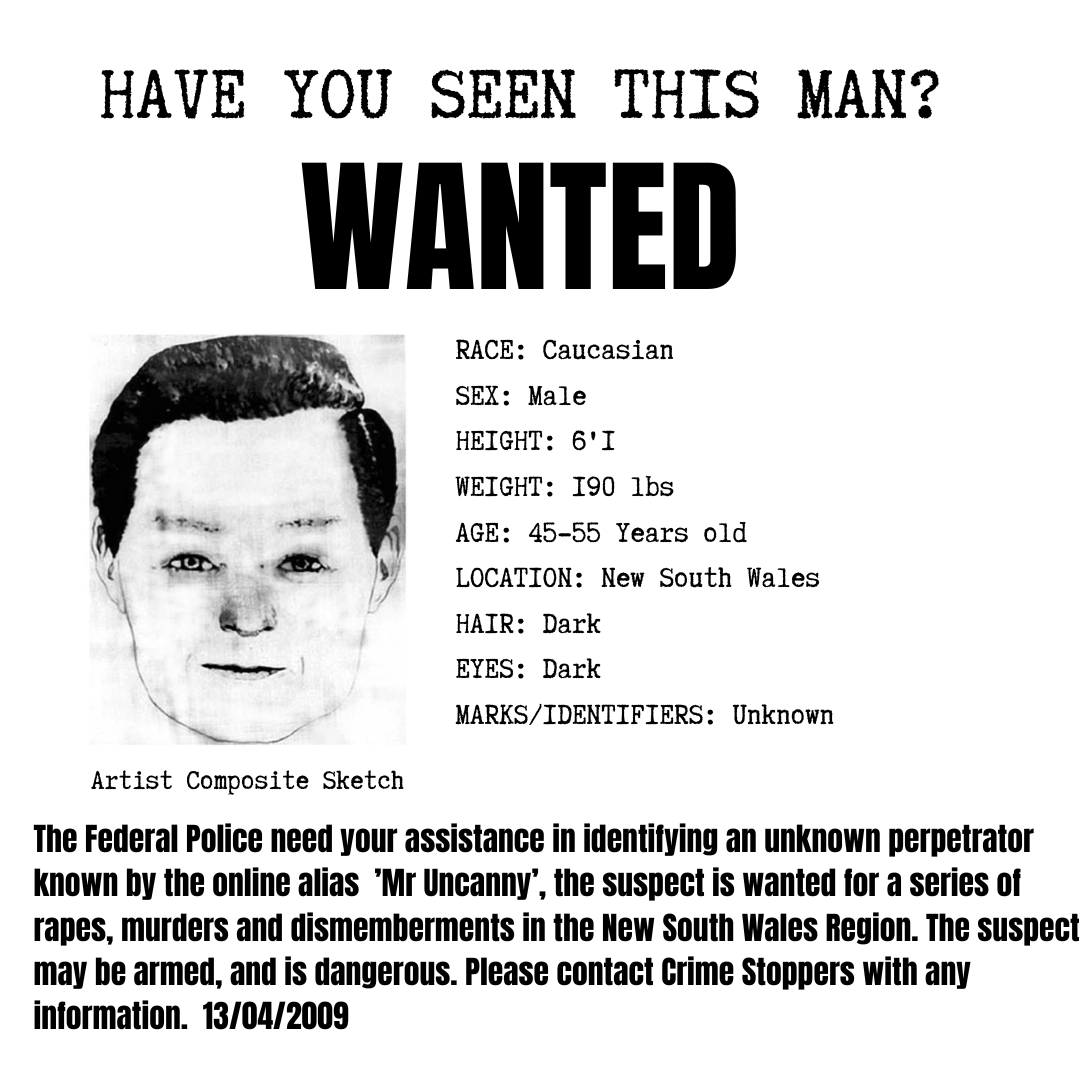 HAVE YOU SEEN THIS MAN?
WANTED
RACE: Caucasian
SEX: Male
HEIGHT: 6'I
WEIGHT: I90 lbs
AGE: 45-55 Years old
LOCATION: New South Wales
HAIR: Dark
EYES: Dark
MARKS/IDENTIFIERS: Unknown
Artist Composite Sketch
The Federal Police need your assistance in identifying an unknown perpetrator
known by the online alias ’Mr Uncanny’, the suspect is wanted for a series of
rapes, murders and dismemberments in the New South Wales Region. The suspect
may be armed, and is dangerous. Please contact Crime Stoppers with any
information. 13/04/2009